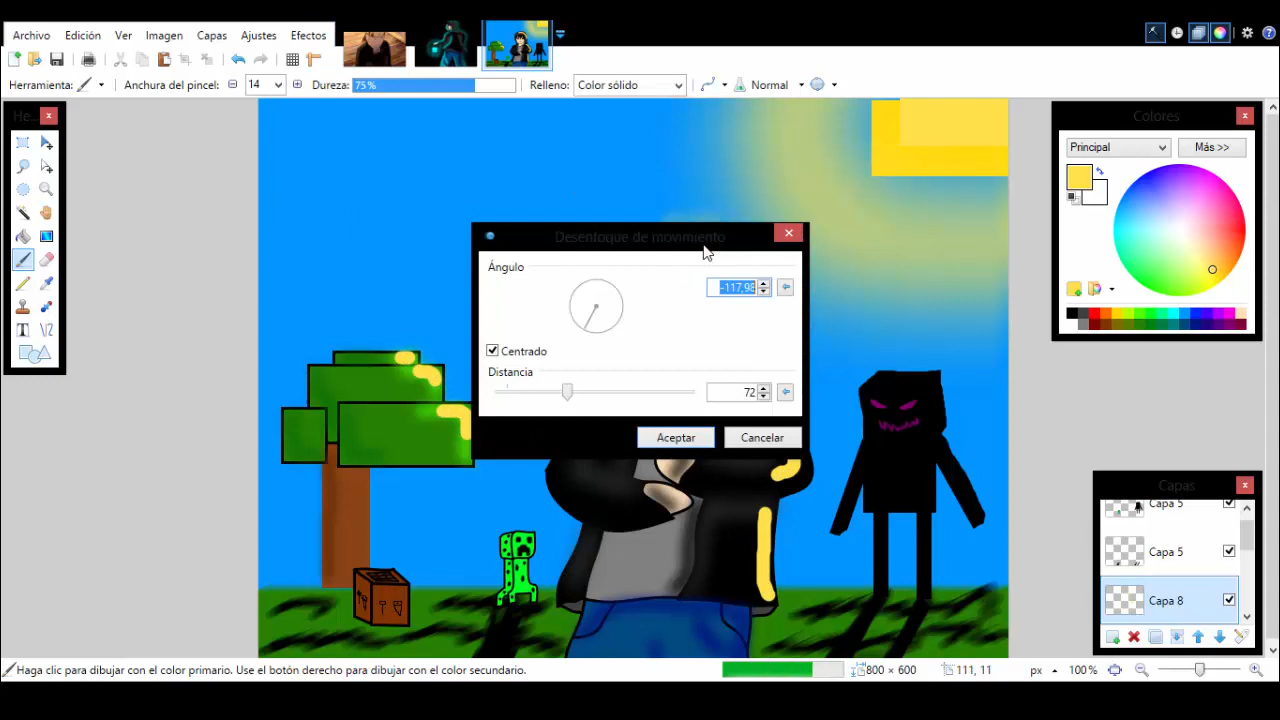 Archivo Edición Ver Imagen Capas Ajustes Efectos
Herramienta: Anchura del pincel: 14 Dureza: 75% Relleno: Color sólido Normal
He...
Colores
Principal Más >>
Desenfoque de movimiento
Ángulo
-117,98
Centrado
Distancia
72
Aceptar Cancelar
Capas
Capa 5
Capa 5
Capa 8
Haga clic para dibujar con el color primario. Use el botón derecho para dibujar con el color secundario. 800 × 600 111, 11 px 100%